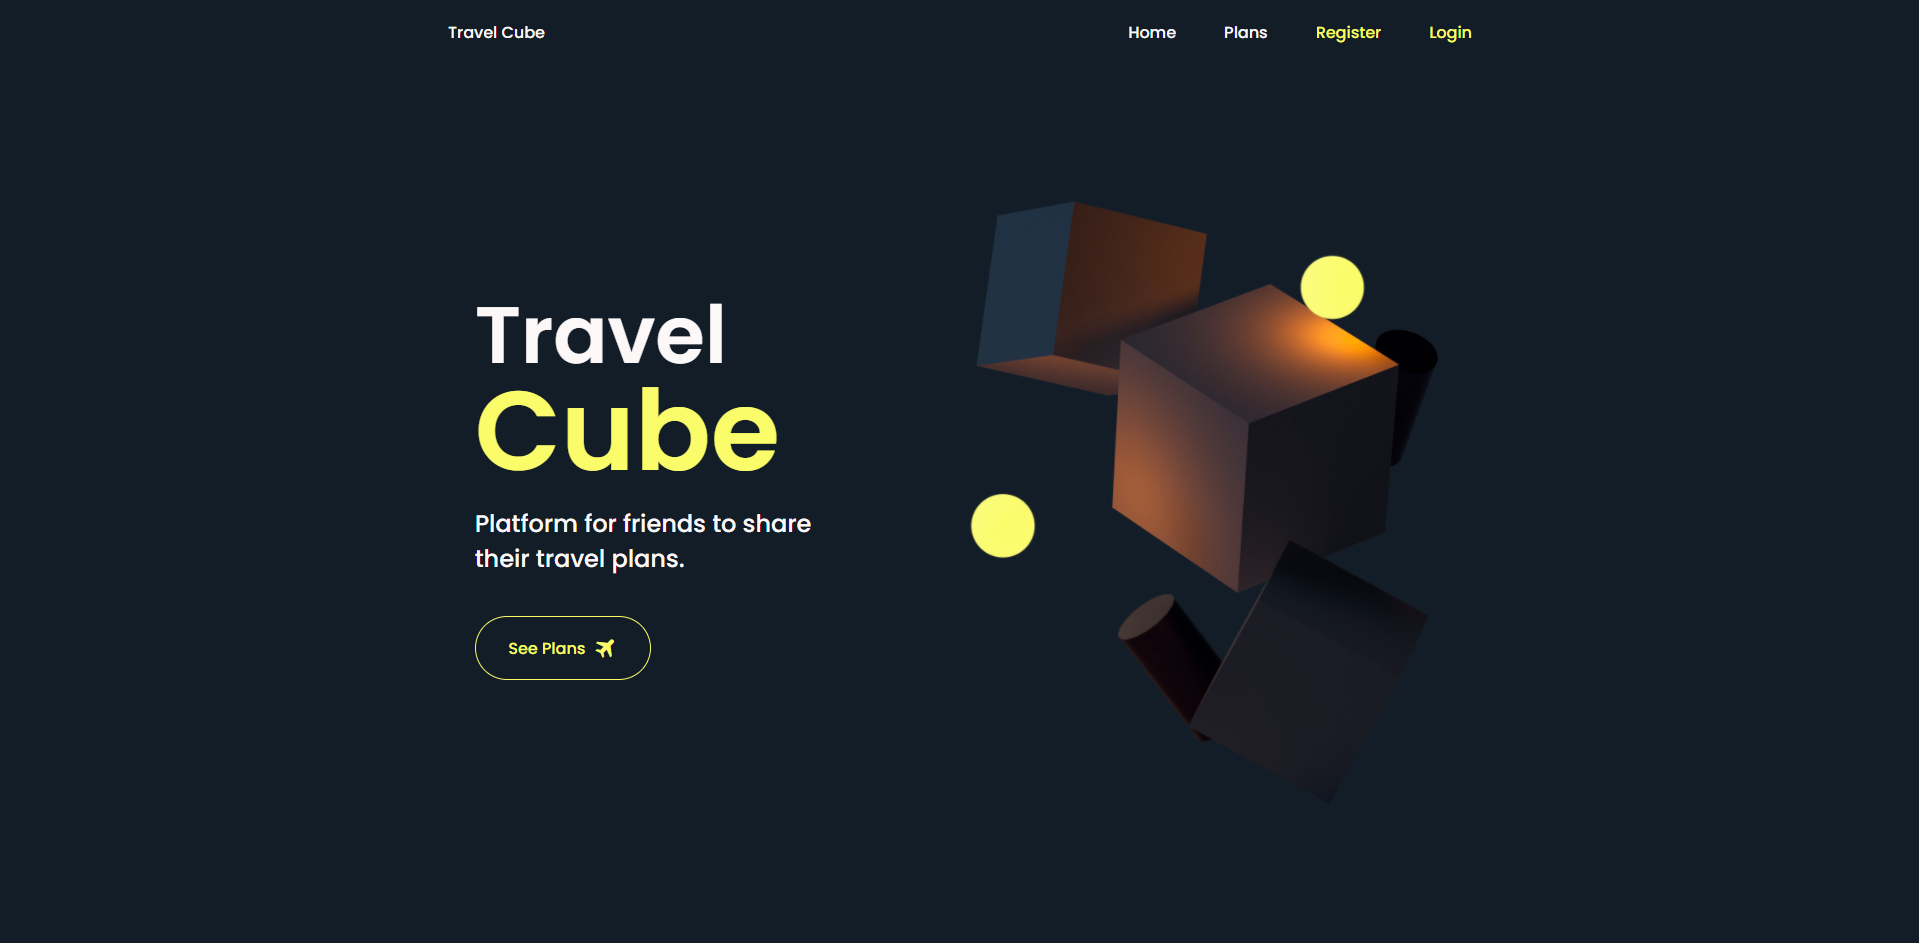 Travel Cube
Home Plans Register Login
Travel
Cube
Platform for friends to share
their travel plans.
See Plans